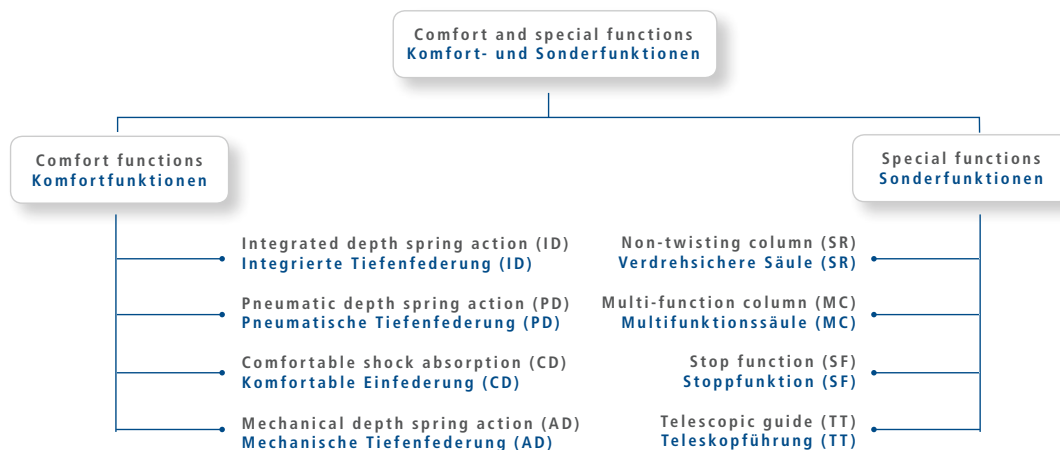 Comfort and special functions
Komfort- und Sonderfunktionen
Comfort functions
Komfortfunktionen
Special functions
Sonderfunktionen
Integrated depth spring action (ID)
Integrierte Tiefenfederung (ID)
Pneumatic depth spring action (PD)
Pneumatische Tiefenfederung (PD)
Comfortable shock absorption (CD)
Komfortable Einfederung (CD)
Mechanical depth spring action (AD)
Mechanische Tiefenfederung (AD)
Non-twisting column (SR)
Verdrehsichere Säule (SR)
Multi-function column (MC)
Multifunktionssäule (MC)
Stop function (SF)
Stoppfunktion (SF)
Telescopic guide (TT)
Teleskopführung (TT)